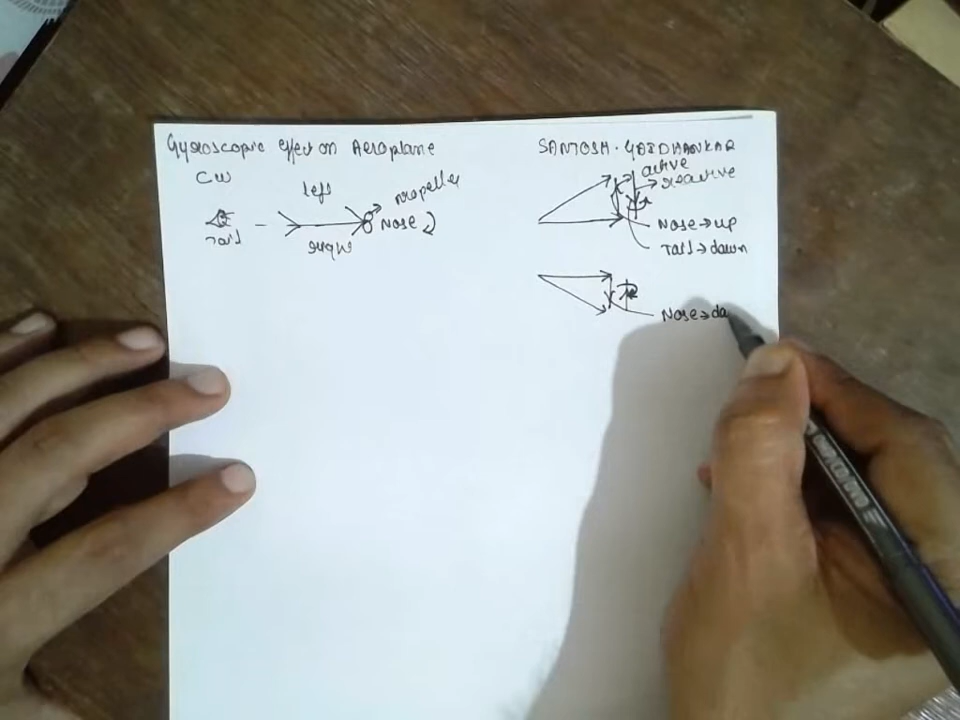 Gyroscopic effect on Aeroplane
SANTOSH. GAIDHANKAR
CW
left
propeller
Nose
Tail
right
active
reactive
Nose → up
Tail → down
Nose → do